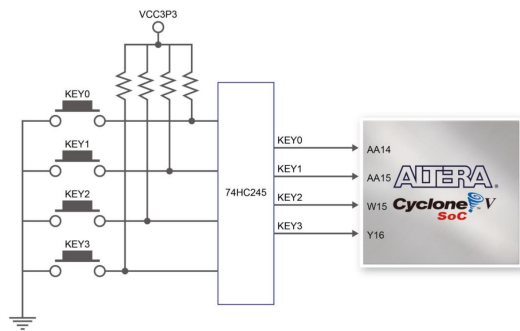 VCC3P3
KEY0
KEY1
KEY2
KEY3
74HC245
KEY0
KEY1
KEY2
KEY3
AA14
AA15
W15
Y16
ALTERA®
Cyclone® V
SoC